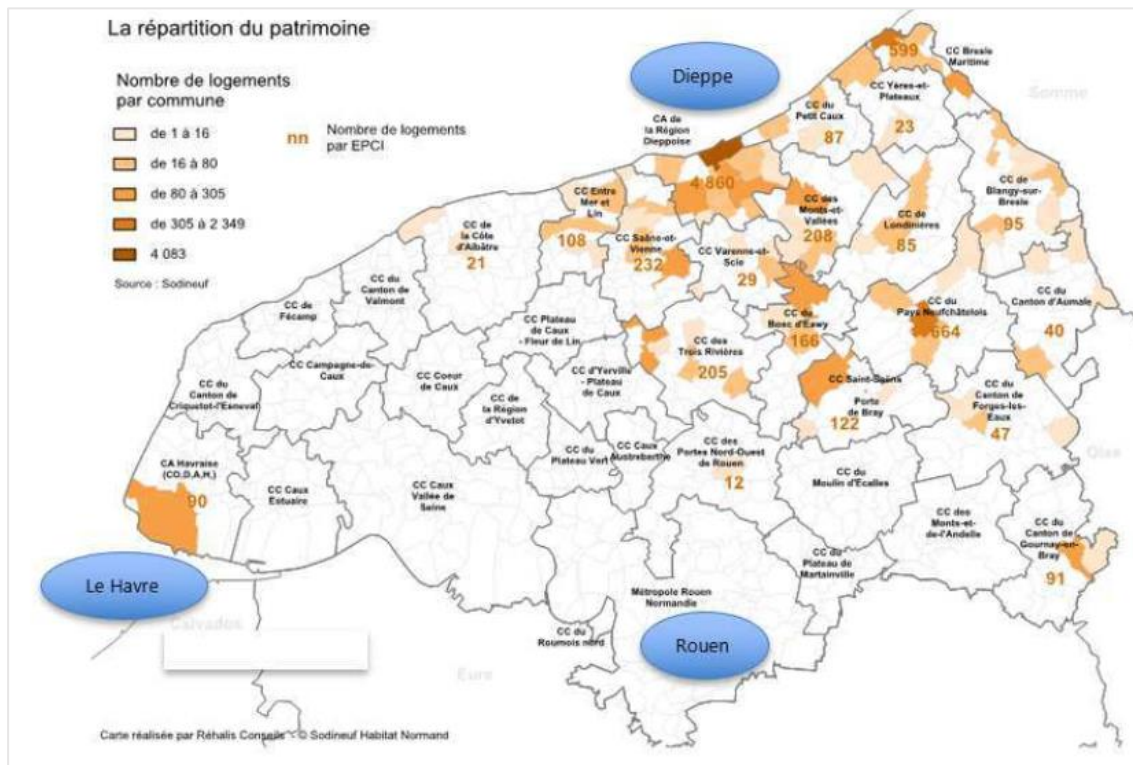 La répartition du patrimoine
Nombre de logements
par commune
de 1 à 16
de 16 à 80
de 80 à 305
de 305 à 2 349
4 083
Source : Sodineuf
nn
Nombre de logements
par EPCI
Dieppe
599
CC Bresle
Maritime
Somme
CC Yères-et-
Plateaux
23
CC du
Petit Caux
87
CA de
la Région
Dieppoise
4 860
CC Entre
Mer et
Lin
108
CC de
la Côte
d'Albâtre
21
CC Saâne-et-
Vienne
232
CC Varenne-et-
Scie
29
CC des
Monts-et-
Vallées
208
CC de
Londinières
85
CC de
Blangy-sur-
Bresle
95
CC du
Canton de
Valmont
CC de
Fécamp
CC Plateau
de Caux
- Fleur de Lin
CC des
Trois Rivières
205
CC du
Bosc d'Eawy
166
CC du
Pays Neufchâtelois
664
CC du
Canton d'Aumale
40
CC Campagne-de-
Caux
CC Coeur
de Caux
CC d'Yerville -
Plateau
de Caux
CC Saint-Saëns
Porte
de Bray
122
CC du
Canton de
Forges-les-
Eaux
47
CC du
Canton de
Criquetot-l'Esneval
CC de
la Région
d'Yvetot
CC du
Plateau Vert
CC Caux
Austreberthe
CC des
Portes Nord-Ouest
de Rouen
12
Oise
CA Havraise
(CO.D.A.H.)
90
CC Caux
Estuaire
CC Caux
Vallée de
Seine
CC du
Moulin d'Ecalles
CC des
Monts-et-
de-l'Andelle
CC du
Canton de
Gournay-en-
Bray
91
CC du
Plateau de
Martainville
Le Havre
Métropole Rouen
Normandie
Calvados
CC du
Roumois nord
Rouen
Eure
Carte réalisée par Réhalis Conseils - © Sodineuf Habitat Normand